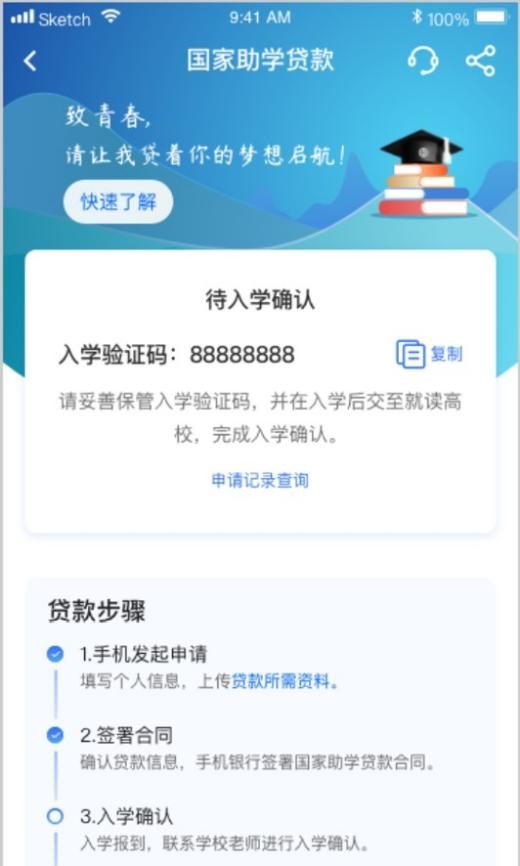 Sketch 9:41 AM 100%
国家助学贷款
致青春,
请让我贷着你的梦想启航!
快速了解
待入学确认
入学验证码：88888888 复制
请妥善保管入学验证码，并在入学后交至就读高
校，完成入学确认。
申请记录查询
贷款步骤
1.手机发起申请
填写个人信息，上传贷款所需资料。
2.签署合同
确认贷款信息，手机银行签署国家助学贷款合同。
3.入学确认
入学报到，联系学校老师进行入学确认。